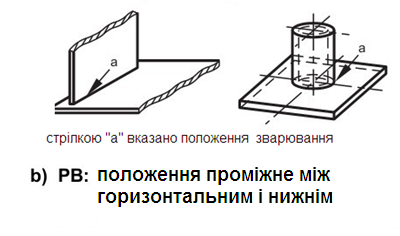 a
a
стрілкою "а" вказано положення зварювання
b) PB: положення проміжне між
горизонтальним і нижнім